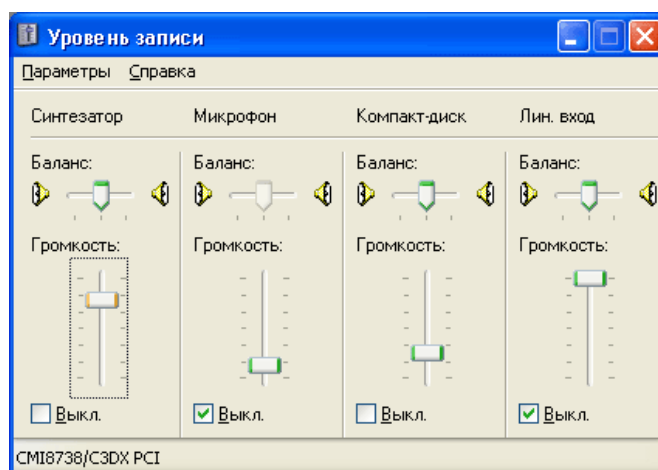 Уровень записи
Параметры Справка
Синтезатор Микрофон Компакт-диск Лин. вход
Баланс: Баланс: Баланс: Баланс:
Громкость: Громкость: Громкость: Громкость:
Выкл. Выкл. Выкл. Выкл.
CMI8738/C3DX PCI